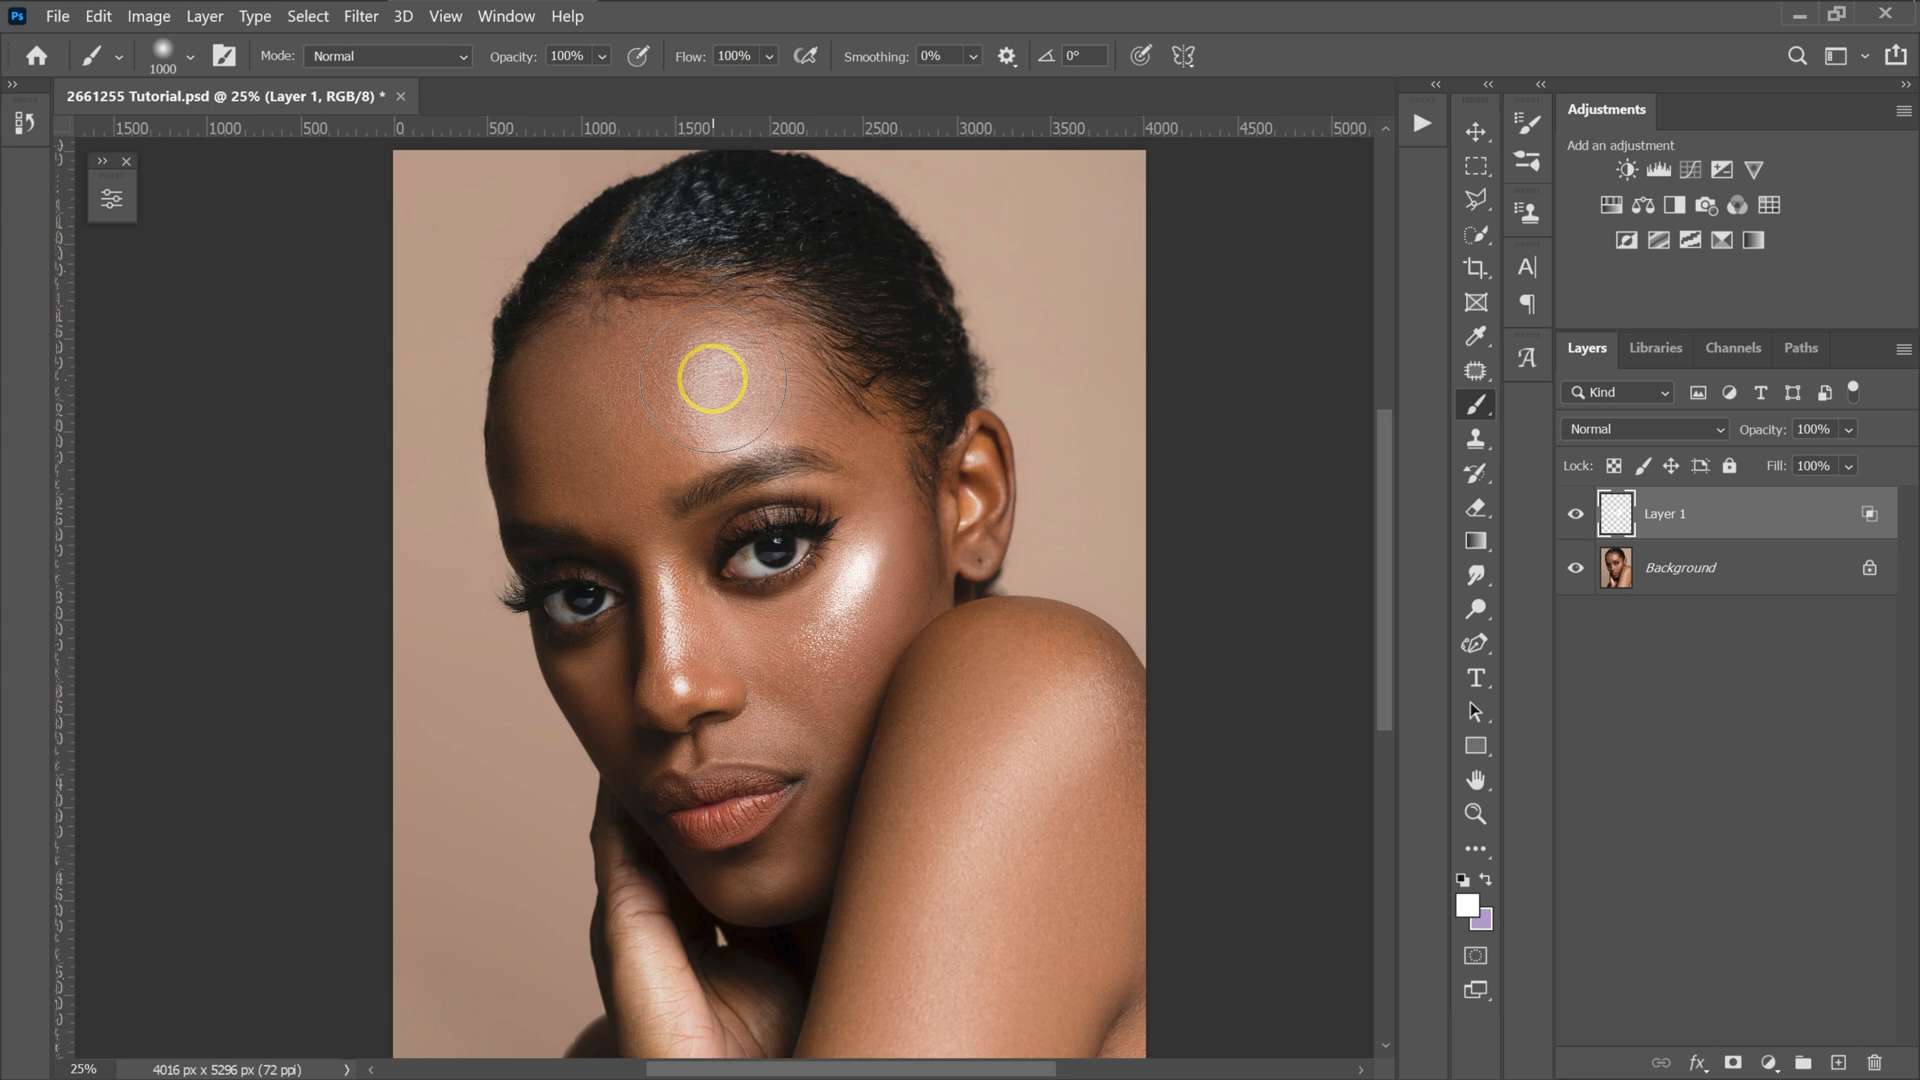 Ps File Edit Image Layer Type Select Filter 3D View Window Help
1000 Mode: Normal Opacity: 100% Flow: 100% Smoothing: 0% 0°
2661255 Tutorial.psd @ 25% (Layer 1, RGB/8) *
1500 1000 500 0 500 1000 1500 2000 2500 3000 3500 4000 4500 5000
Adjustments
Add an adjustment
Layers Libraries Channels Paths
Kind
Normal Opacity: 100%
Lock: Fill: 100%
Layer 1
Background
25% 4016 px x 5296 px (72 ppi)